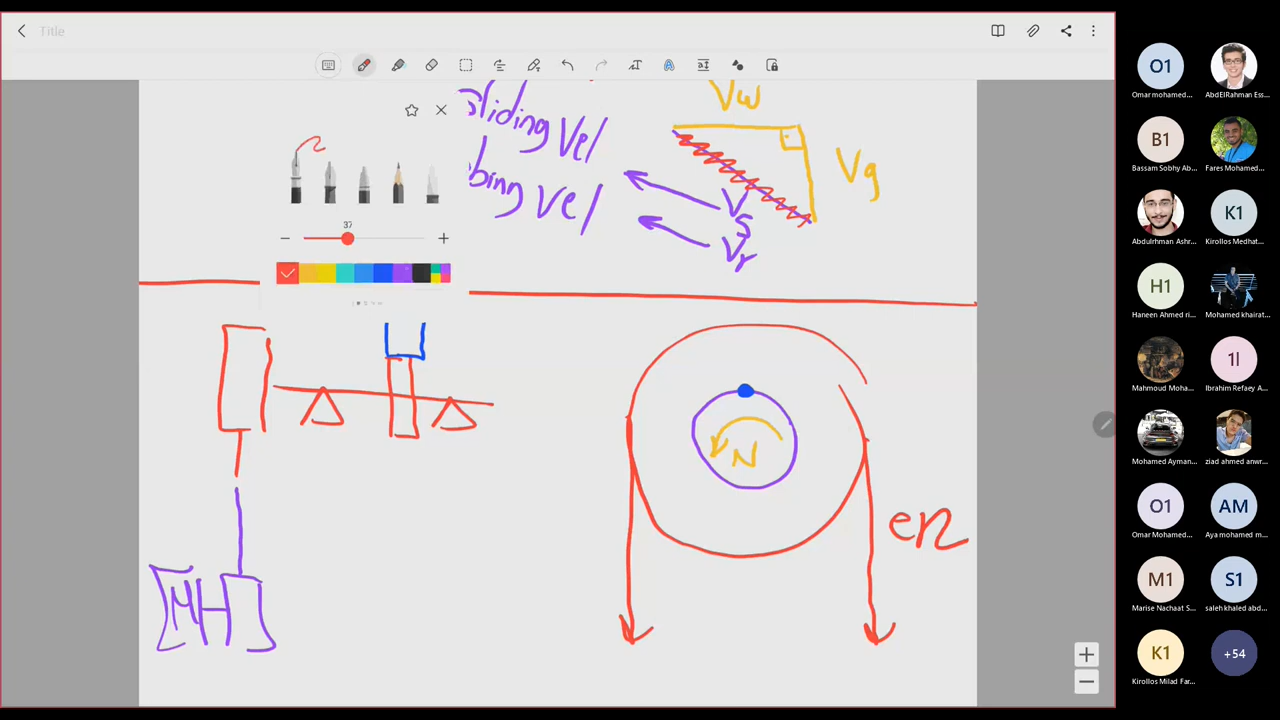 Title
Vw
sliding Vel
Vg
bing Vel
Vs
Vr
37
N
en
MH
O1
Omar mohamed...
AbdElRahman Ess...
B1
Bassam Sobhy Ab...
Fares Mohamed...
Abdulrhman Ashr...
K1
Kirollos Medhat...
H1
Haneen Ahmed ri...
Mohamed khairat...
Mahmoud Moha...
1I
Ibrahim Refaey A...
Mohamed Ayman...
ziad ahmed anwr...
O1
Omar Mohamed...
AM
Aya mohamed m...
M1
Marise Nachaat S...
S1
saleh khaled abd...
K1
Kirollos Milad Far...
+54